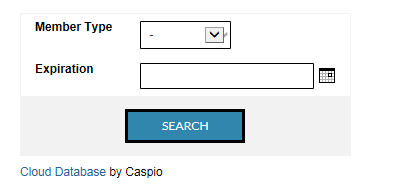 Member Type -
Expiration
SEARCH
Cloud Database by Caspio